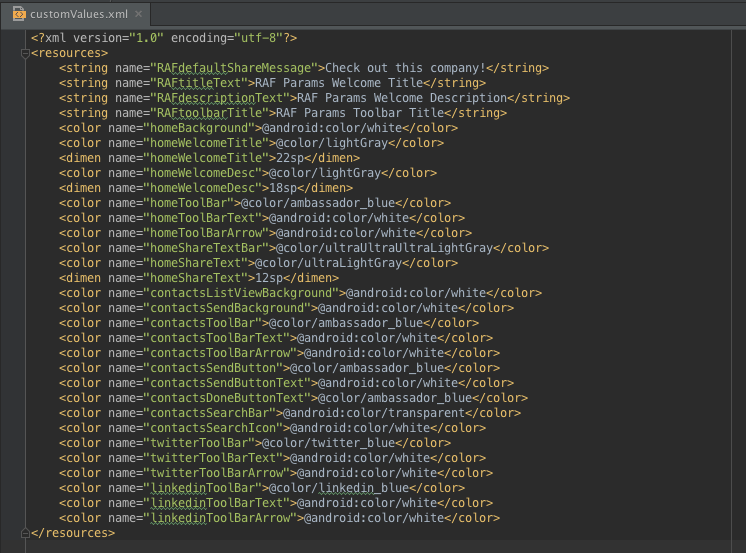 customValues.xml
<?xml version="1.0" encoding="utf-8"?>
<resources>
<string name="RAFdefaultShareMessage">Check out this company!</string>
<string name="RAFtitleText">RAF Params Welcome Title</string>
<string name="RAFdescriptionText">RAF Params Welcome Description</string>
<string name="RAFtoolbarTitle">RAF Params Toolbar Title</string>
<color name="homeBackground">@android:color/white</color>
<color name="homeWelcomeTitle">@color/lightGray</color>
<dimen name="homeWelcomeTitle">22sp</dimen>
<color name="homeWelcomeDesc">@color/lightGray</color>
<dimen name="homeWelcomeDesc">18sp</dimen>
<color name="homeToolBar">@color/ambassador_blue</color>
<color name="homeToolBarText">@android:color/white</color>
<color name="homeToolBarArrow">@android:color/white</color>
<color name="homeShareTextBar">@color/ultraUltraUltraLightGray</color>
<color name="homeShareText">@color/ultraLightGray</color>
<dimen name="homeShareText">12sp</dimen>
<color name="contactsListViewBackground">@android:color/white</color>
<color name="contactsSendBackground">@android:color/white</color>
<color name="contactsToolBar">@color/ambassador_blue</color>
<color name="contactsToolBarText">@android:color/white</color>
<color name="contactsToolBarArrow">@android:color/white</color>
<color name="contactsSendButton">@color/ambassador_blue</color>
<color name="contactsSendButtonText">@android:color/white</color>
<color name="contactsDoneButtonText">@color/ambassador_blue</color>
<color name="contactsSearchBar">@android:color/transparent</color>
<color name="contactsSearchIcon">@android:color/white</color>
<color name="twitterToolBar">@color/twitter_blue</color>
<color name="twitterToolBarText">@android:color/white</color>
<color name="twitterToolBarArrow">@android:color/white</color>
<color name="linkedinToolBar">@color/linkedin_blue</color>
<color name="linkedinToolBarText">@android:color/white</color>
<color name="linkedinToolBarArrow">@android:color/white</color>
</resources>